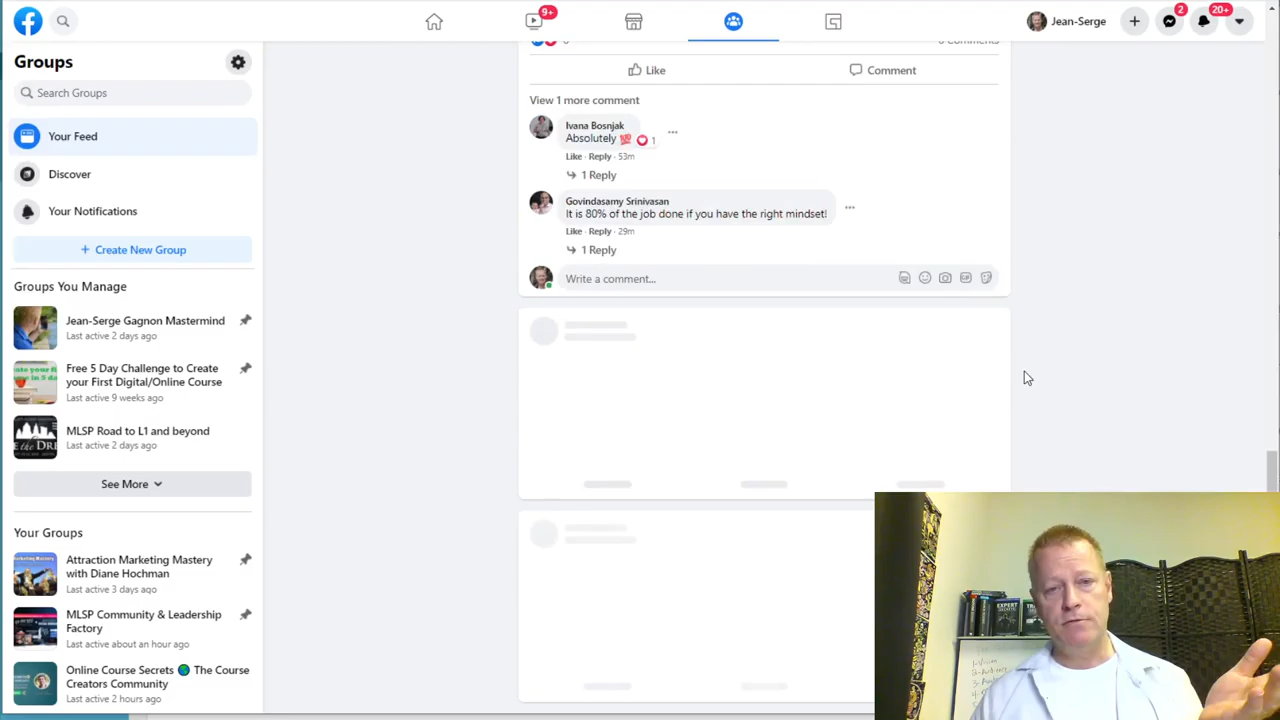 9+
Jean-Serge
2
20+
Groups
Search Groups
Your Feed
Discover
Your Notifications
+ Create New Group
Groups You Manage
Jean-Serge Gagnon Mastermind
Last active 2 days ago
Free 5 Day Challenge to Create
your First Digital/Online Course
Last active 9 weeks ago
MLSP Road to L1 and beyond
Last active 2 days ago
See More
Your Groups
Attraction Marketing Mastery
with Diane Hochman
Last active 3 days ago
MLSP Community & Leadership
Factory
Last active about an hour ago
Online Course Secrets 🌍 The Course
Creators Community
Last active 2 hours ago
Comments
Like
Comment
View 1 more comment
Ivana Bosnjak
Absolutely 💯 1
Like · Reply · 53m
1 Reply
Govindasamy Srinivasan
It is 80% of the job done if you have the right mindset!
Like · Reply · 29m
1 Reply
Write a comment...
GIF
EXPERT
SECRETS